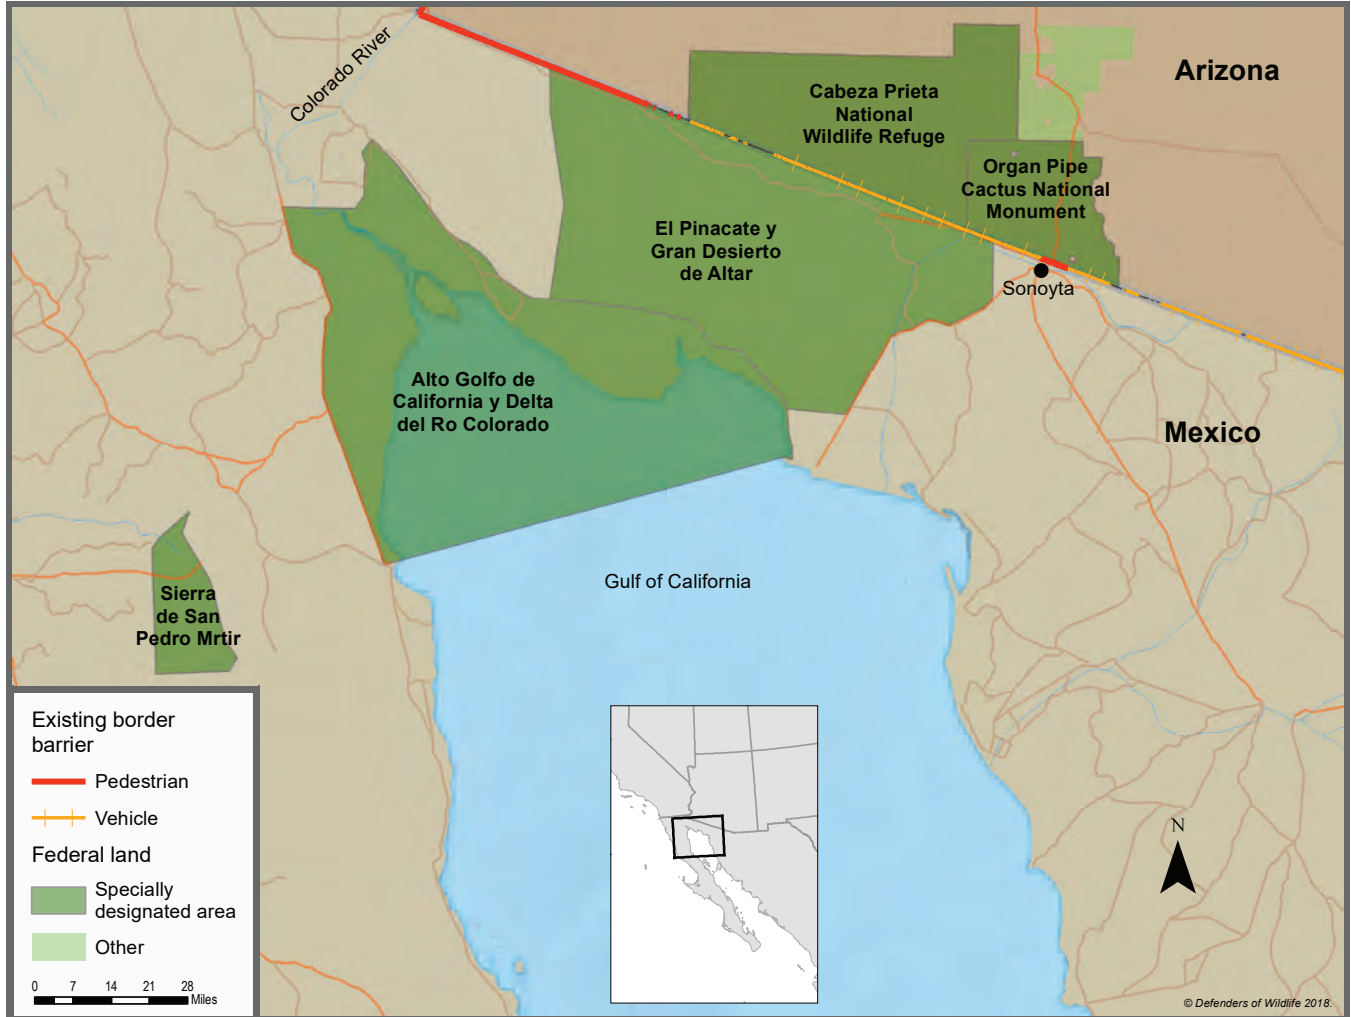 Colorado River
Arizona
Cabeza Prieta
National
Wildlife Refuge
Organ Pipe
Cactus National
Monument
El Pinacate y
Gran Desierto
de Altar
Sonoyta
Alto Golfo de
California y Delta
del Ro Colorado
Mexico
Gulf of California
Sierra
de San
Pedro Mrtir
Existing border
barrier
Pedestrian
Vehicle
Federal land
Specially
designated area
Other
0 7 14 21 28
Miles
N
© Defenders of Wildlife 2018.